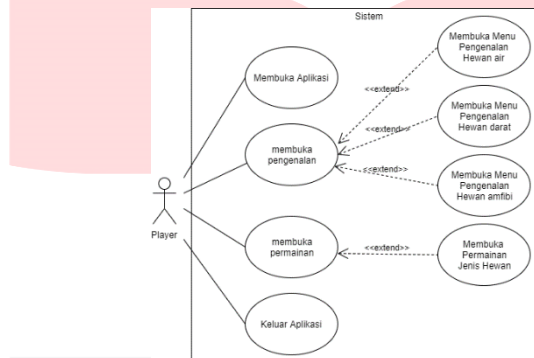 Sistem
Membuka Menu
Pengenalan
Hewan air
Membuka Aplikasi
<<extend>>
Membuka Menu
Pengenalan
Hewan darat
<<extend>>
membuka
pengenalan
<<extend>>
Membuka Menu
Pengenalan
Hewan amfibi
Player
membuka
permainan
<<extend>>
Membuka
Permainan
Jenis Hewan
Keluar Aplikasi